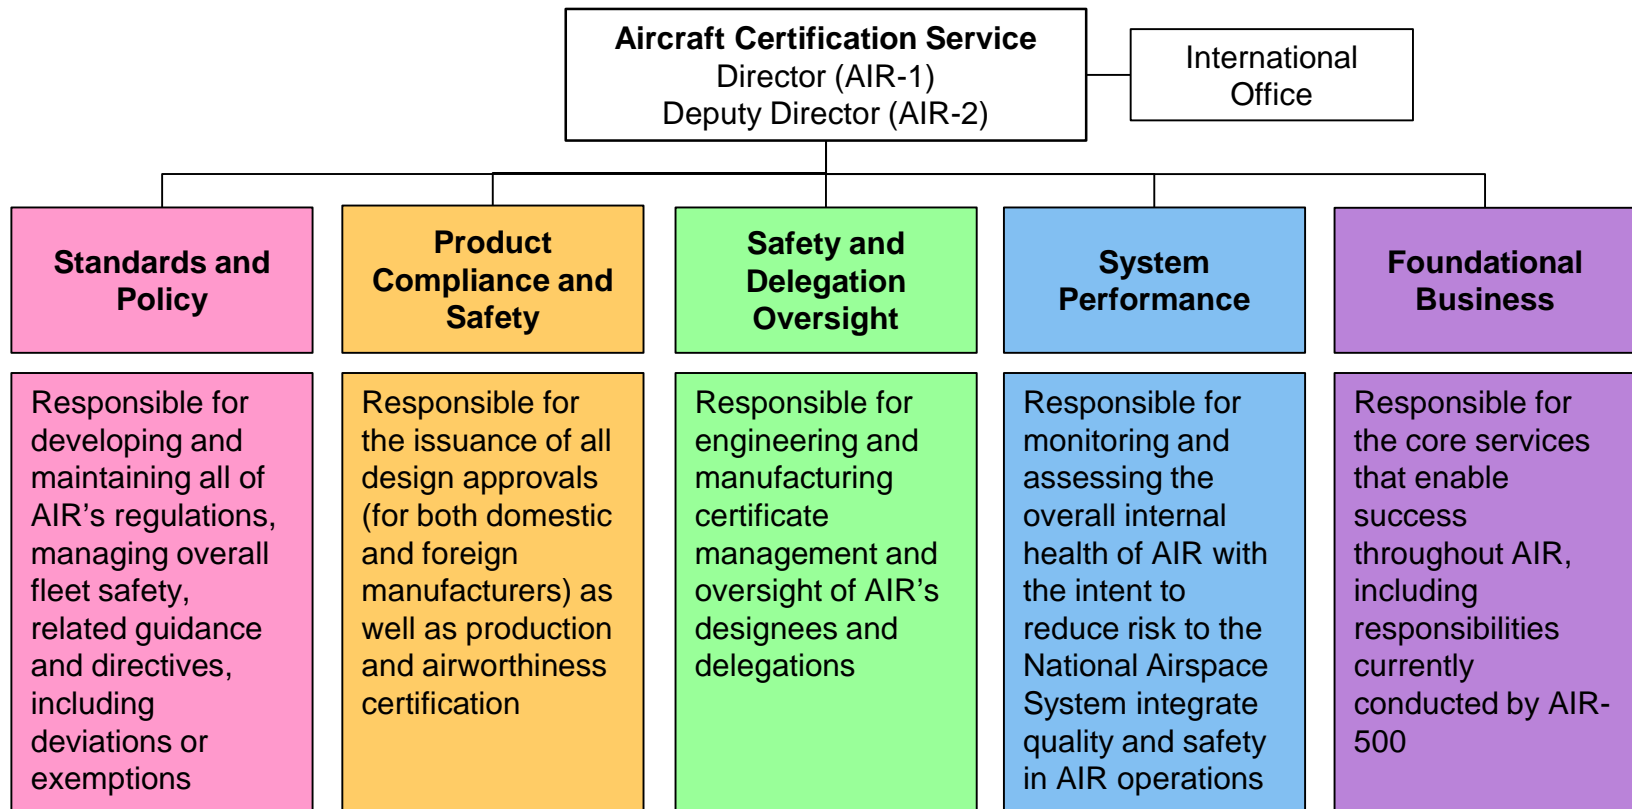 Aircraft Certification Service
Director (AIR-1)
Deputy Director (AIR-2)
International
Office
Standards and
Policy
Product
Compliance and
Safety
Safety and
Delegation
Oversight
System
Performance
Foundational
Business
Responsible for
developing and
maintaining all of
AIR’s regulations,
managing overall
fleet safety,
related guidance
and directives,
including
deviations or
exemptions
Responsible for
the issuance of all
design approvals
(for both domestic
and foreign
manufacturers) as
well as production
and airworthiness
certification
Responsible for
engineering and
manufacturing
certificate
management and
oversight of AIR’s
designees and
delegations
Responsible for
monitoring and
assessing the
overall internal
health of AIR with
the intent to
reduce risk to the
National Airspace
System integrate
quality and safety
in AIR operations
Responsible for
the core services
that enable
success
throughout AIR,
including
responsibilities
currently
conducted by AIR-
500